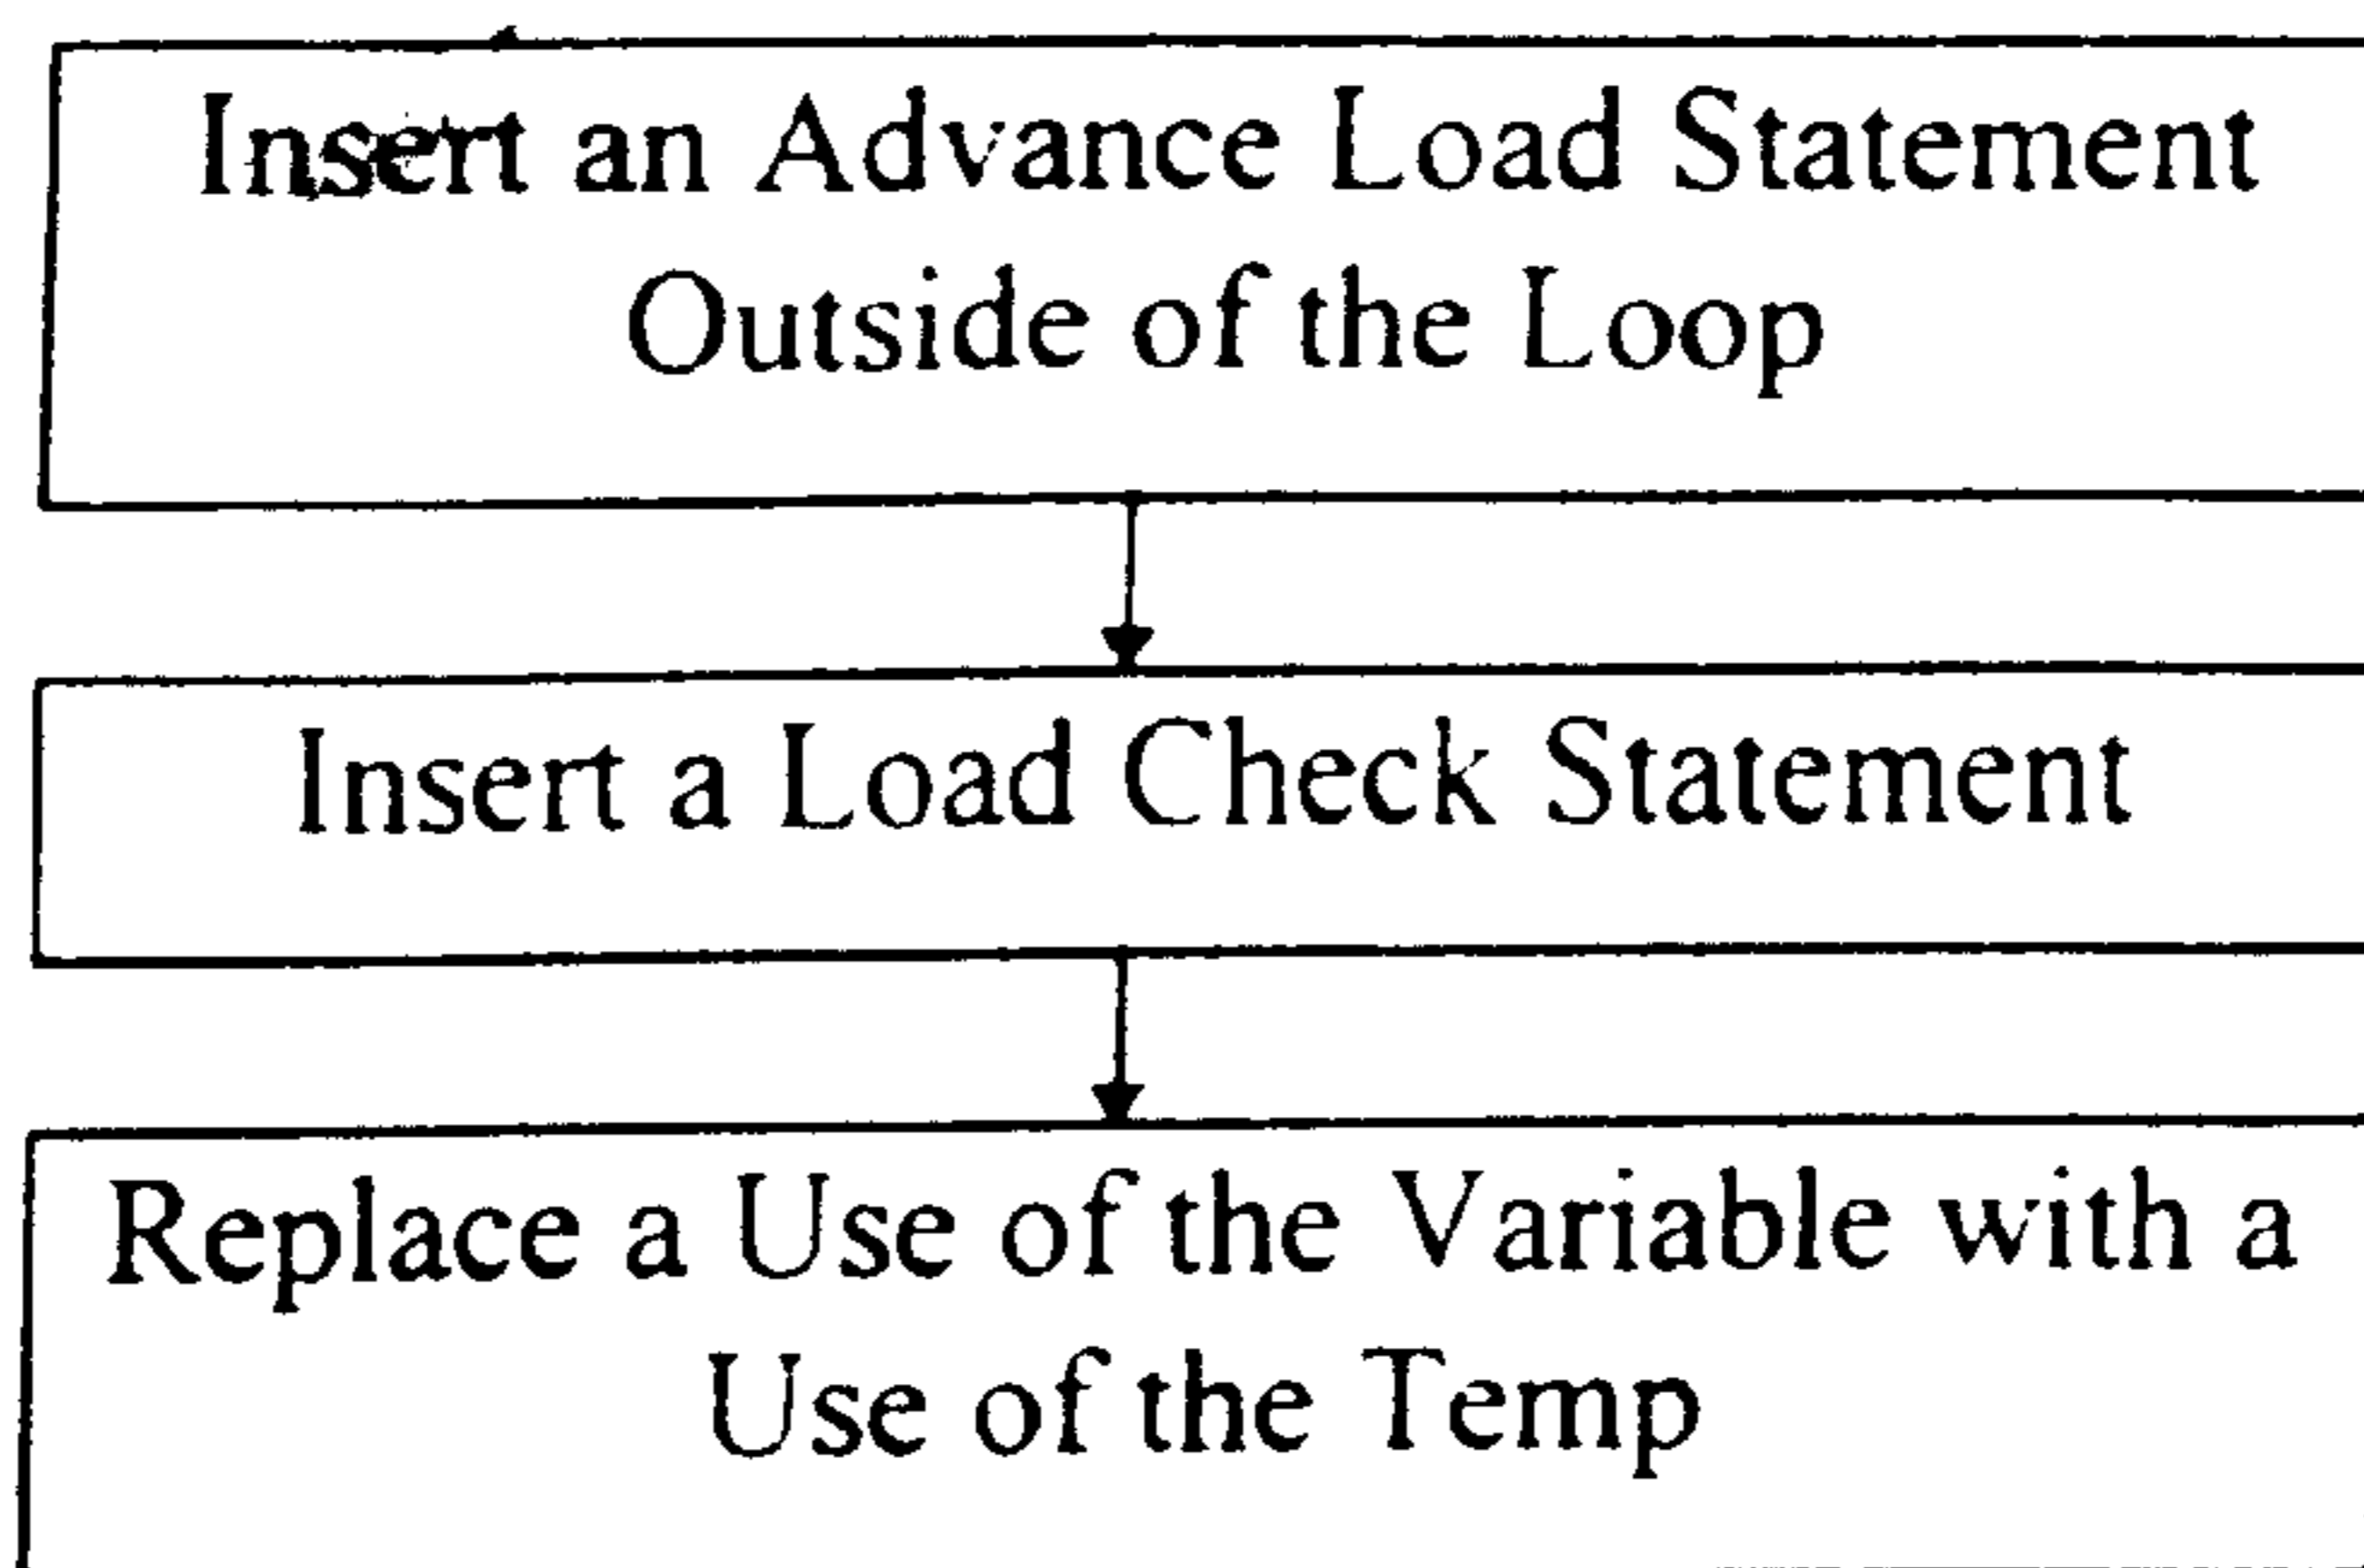 Insert an Advance Load Statement
Outside of the Loop
Insert a Load Check Statement
Replace a Use of the Variable with a
Use of the Temp